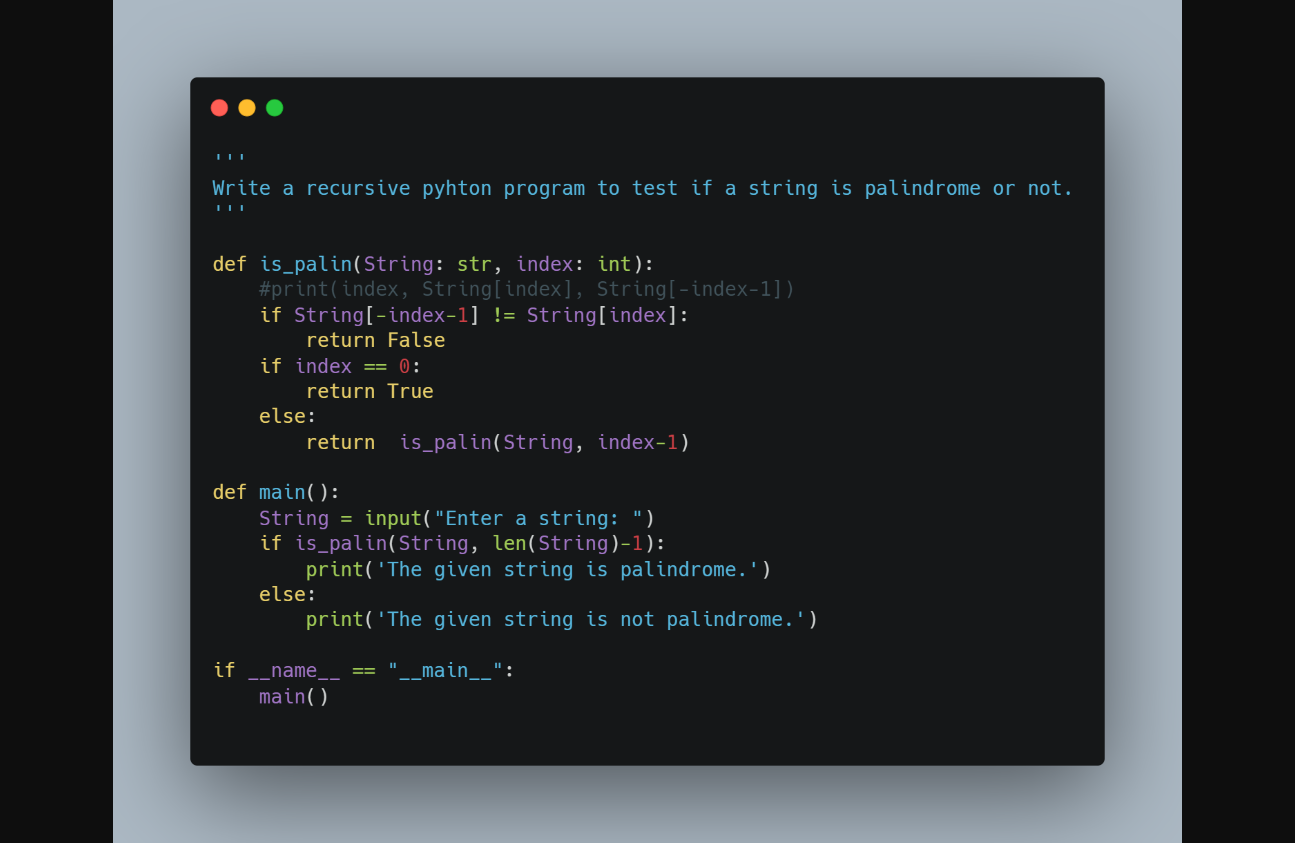 '''
Write a recursive pyhton program to test if a string is palindrome or not.
'''

def is_palin(String: str, index: int):
    #print(index, String[index], String[-index-1])
    if String[-index-1] != String[index]:
        return False
    if index == 0:
        return True
    else:
        return  is_palin(String, index-1)

def main():
    String = input("Enter a string: ")
    if is_palin(String, len(String)-1):
        print('The given string is palindrome.')
    else:
        print('The given string is not palindrome.')

if __name__ == "__main__":
    main()